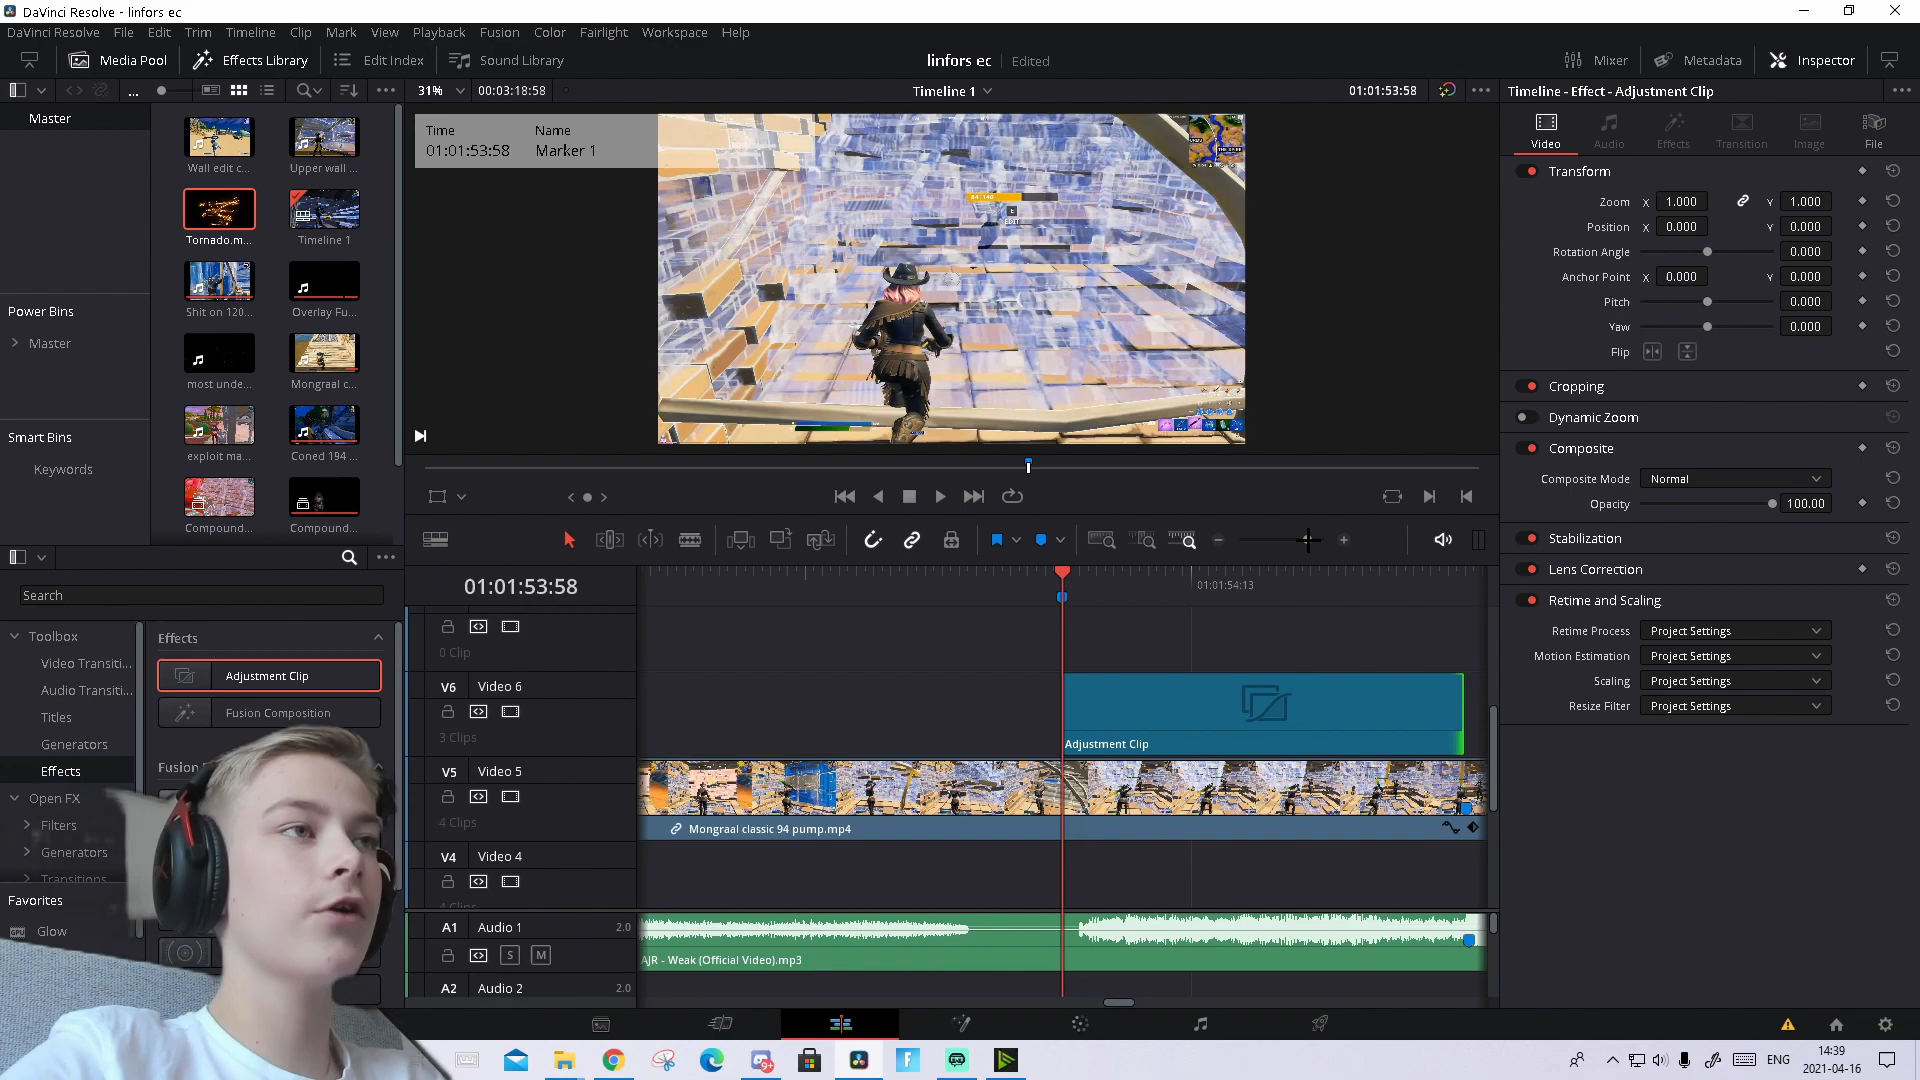 DaVinci Resolve - linfors ec
DaVinci Resolve File Edit Trim Timeline Clip Mark View Playback Fusion Color Fairlight Workspace Help
Media Pool Effects Library Edit Index Sound Library linfors ec Edited Mixer Metadata Inspector
31% 00:03:18:58 Timeline 1 01:01:53:58 Timeline - Effect - Adjustment Clip
Master
Wall edit c... Upper wall ...
Tornado.m... Timeline 1
Shit on 120... Overlay Fu...
most unde... Mongraal c...
exploit ma... Coned 194 ...
Compound... Compound...
Power Bins
Master
Smart Bins
Keywords
Time Name
01:01:53:58 Marker 1
EDIT
Video Audio Effects Transition Image File
Transform
Zoom X 1.000 Y 1.000
Position X 0.000 Y 0.000
Rotation Angle 0.000
Anchor Point X 0.000 Y 0.000
Pitch 0.000
Yaw 0.000
Flip
Cropping
Dynamic Zoom
Composite
Composite Mode Normal
Opacity 100.00
Stabilization
Lens Correction
Retime and Scaling
Retime Process Project Settings
Motion Estimation Project Settings
Scaling Project Settings
Resize Filter Project Settings
Search
Toolbox
Video Transiti...
Audio Transiti...
Titles
Generators
Effects
Open FX
Filters
Generators
Transitions
Favorites
Glow
Effects
Adjustment Clip
Fusion Composition
Fusion
01:01:53:58
01:01:54:13
0 Clip
V6 Video 6
3 Clips
Adjustment Clip
V5 Video 5
4 Clips
Mongraal classic 94 pump.mp4
V4 Video 4
A1 Audio 1 2.0
S M
AJR - Weak (Official Video).mp3
A2 Audio 2 2.0
9+
ENG
14:39
2021-04-16